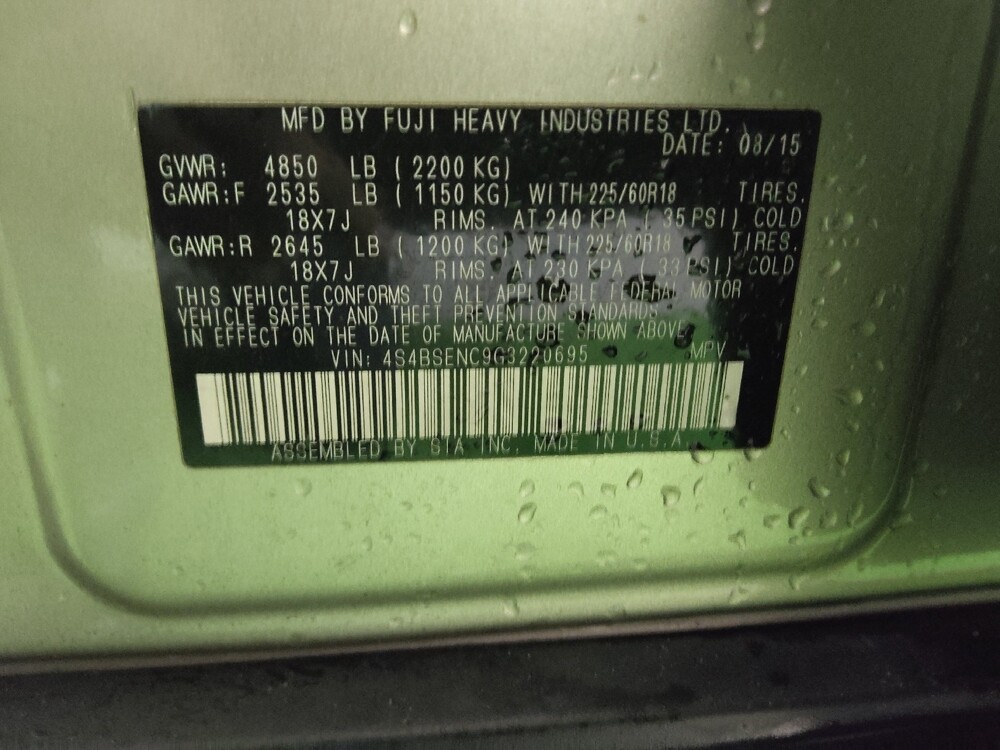 MFD BY FUJI HEAVY INDUSTRIES LTD.
DATE: 08/15
GVWR: 4850 LB ( 2200 KG)
GAWR:F 2535 LB ( 1150 KG) WITH 225/60R18 TIRES.
18X7J RIMS. AT 240 KPA ( 35 PSI) COLD
GAWR:R 2645 LB ( 1200 KG) WITH 225/60R18 TIRES.
18X7J RIMS. AT 230 KPA ( 33 PSI) COLD
THIS VEHICLE CONFORMS TO ALL APPLICABLE FEDERAL MOTOR
VEHICLE SAFETY AND THEFT PREVENTION STANDARDS
IN EFFECT ON THE DATE OF MANUFACTURE SHOWN ABOVE.
VIN: 4S4BSENC9G3220695 MPV
ASSEMBLED BY SIA INC. MADE IN U.S.A.